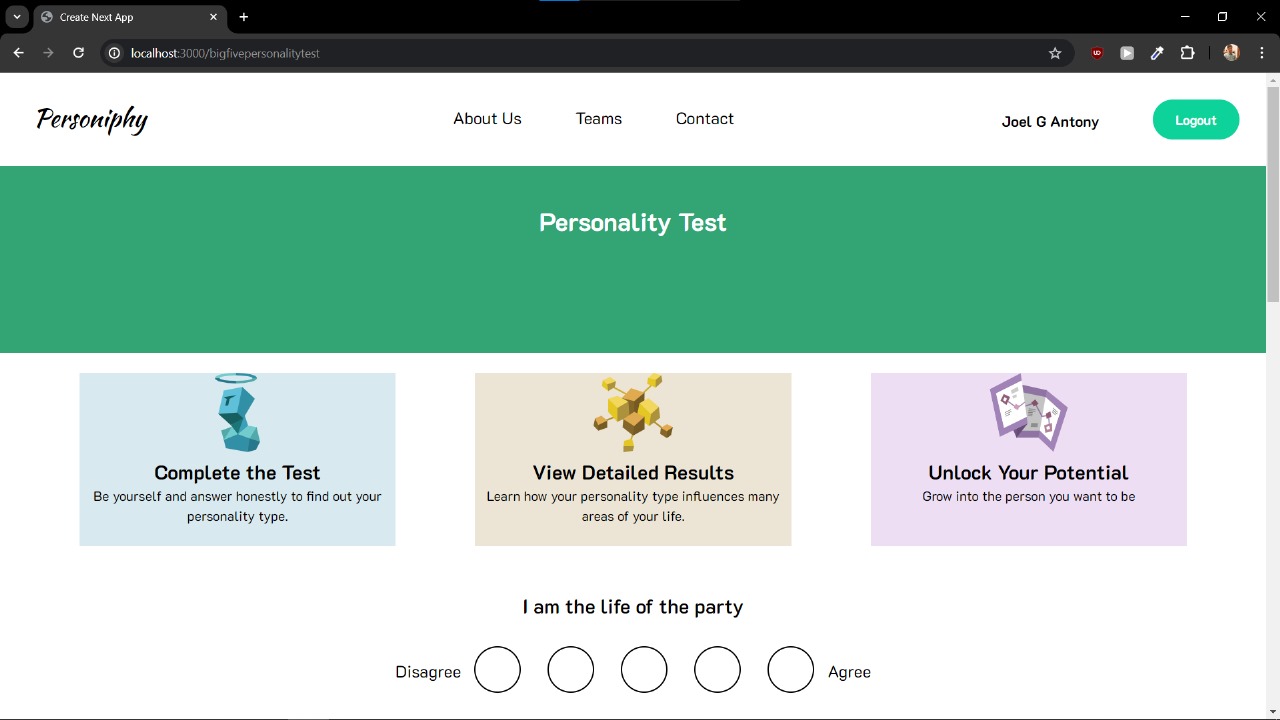 Create Next App
localhost:3000/bigfivepersonalitytest
Personiphy
About Us
Teams
Contact
Joel G Antony
Logout
Personality Test
Complete the Test
Be yourself and answer honestly to find out your
personality type.
View Detailed Results
Learn how your personality type influences many
areas of your life.
Unlock Your Potential
Grow into the person you want to be
I am the life of the party
Disagree
Agree